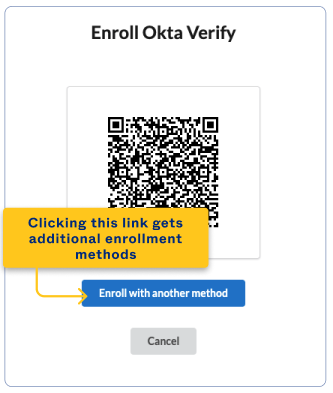 Enroll Okta Verify
Clicking this link gets
additional enrollment
methods
Enroll with another method
Cancel